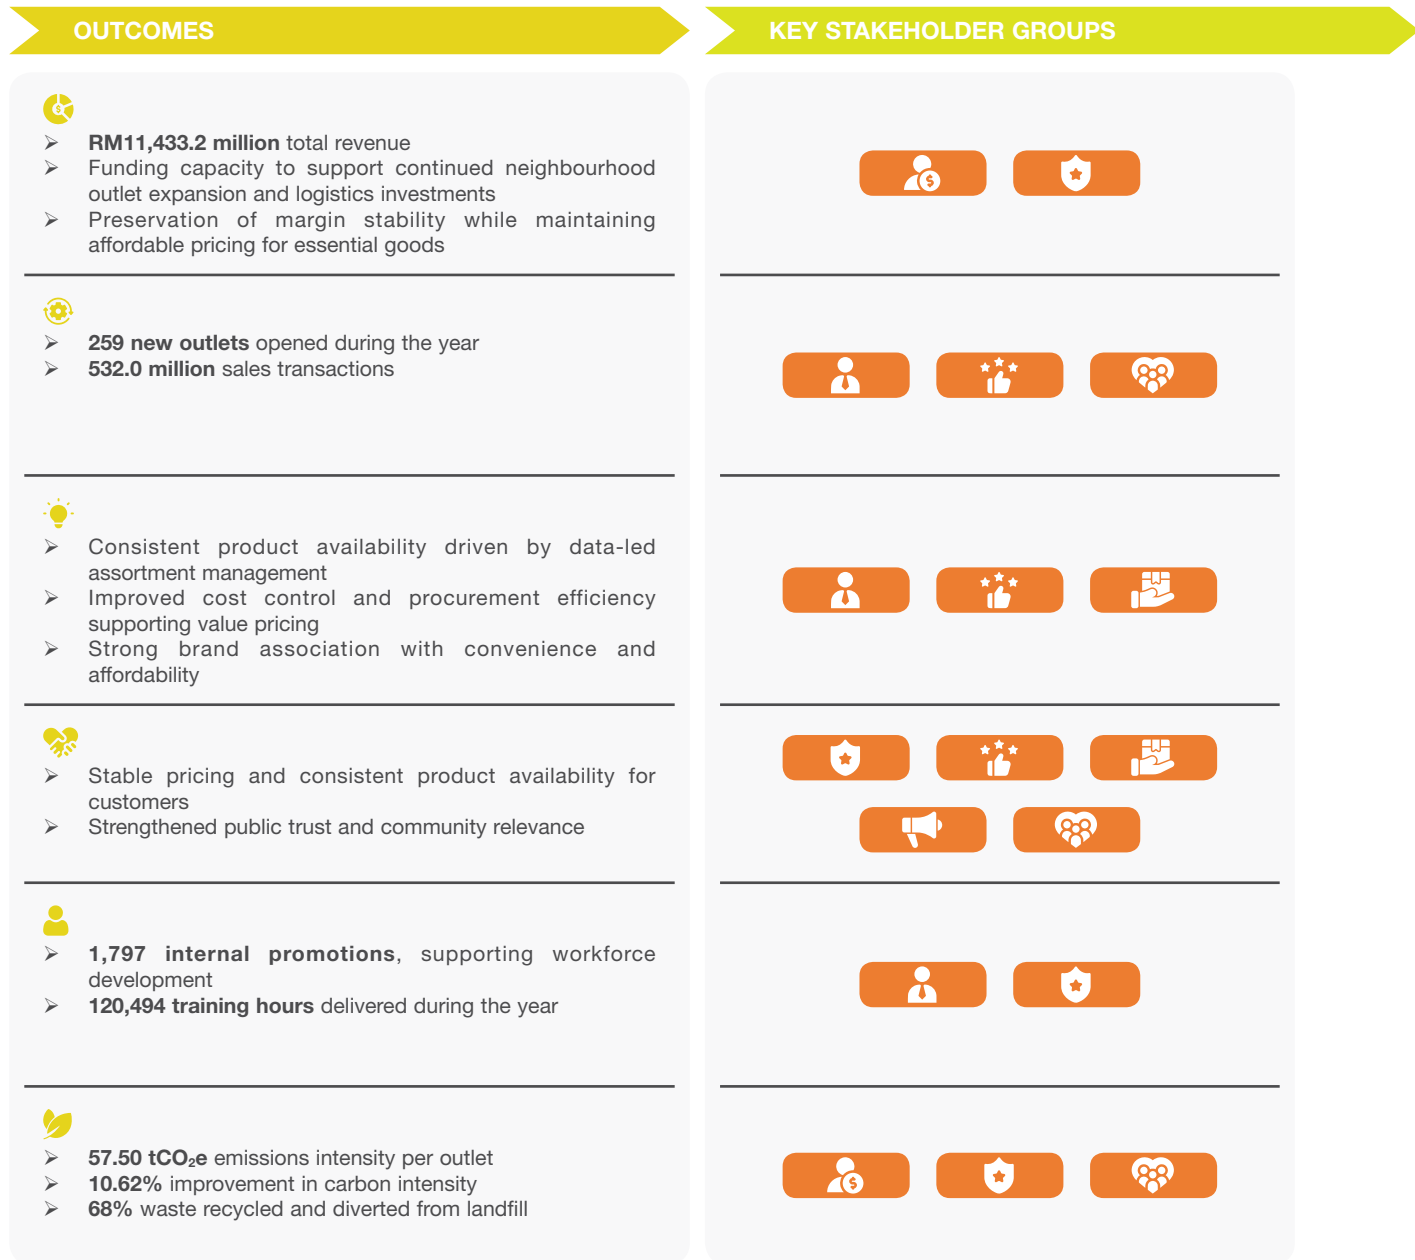 OUTCOMES
KEY STAKEHOLDER GROUPS
➢ RM11,433.2 million total revenue
➢ Funding capacity to support continued neighbourhood
outlet expansion and logistics investments
➢ Preservation of margin stability while maintaining
affordable pricing for essential goods
➢ 259 new outlets opened during the year
➢ 532.0 million sales transactions
➢ Consistent product availability driven by data-led
assortment management
➢ Improved cost control and procurement efficiency
supporting value pricing
➢ Strong brand association with convenience and
affordability
➢ Stable pricing and consistent product availability for
customers
➢ Strengthened public trust and community relevance
➢ 1,797 internal promotions, supporting workforce
development
➢ 120,494 training hours delivered during the year
➢ 57.50 tCO₂e emissions intensity per outlet
➢ 10.62% improvement in carbon intensity
➢ 68% waste recycled and diverted from landfill